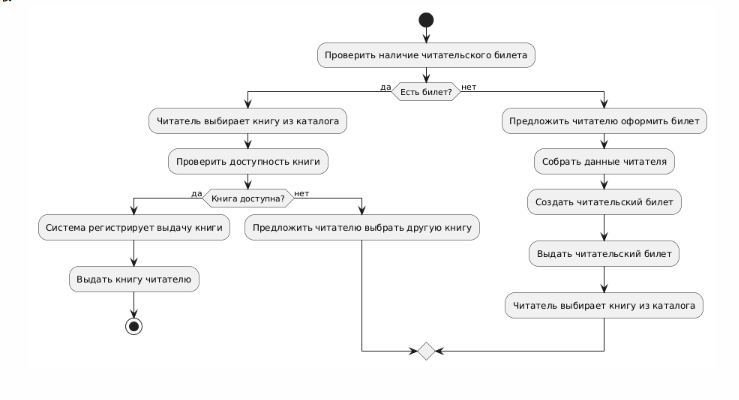 Проверить наличие читательского билета
да
Есть билет?
нет
Читатель выбирает книгу из каталога
Предложить читателю оформить билет
Проверить доступность книги
Собрать данные читателя
да
Книга доступна?
нет
Создать читательский билет
Система регистрирует выдачу книги
Предложить читателю выбрать другую книгу
Выдать читательский билет
Выдать книгу читателю
Читатель выбирает книгу из каталога